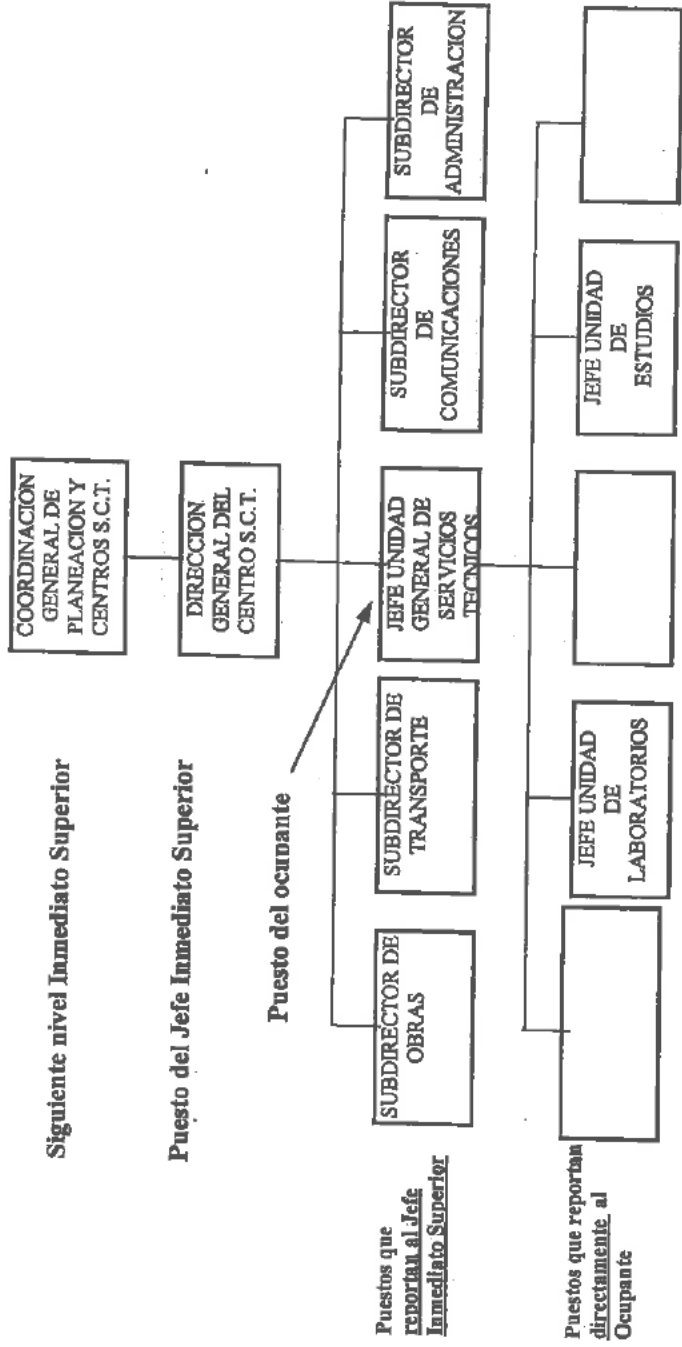 Siguiente nivel Inmediato Superior
COORDINACION
GENERAL DE
PLANEACION Y
CENTROS S.C.T.
Puesto del Jefe Inmediato Superior
DIRECCION
GENERAL DEL
CENTRO S.C.T.
Puesto del ocupante
Puestos que
reportan al Jefe
Inmediato Superior
SUBDIRECTOR DE
OBRAS
SUBDIRECTOR DE
TRANSPORTE
JEFE UNIDAD
GENERAL DE
SERVICIOS
TECNICOS
SUBDIRECTOR
DE
COMUNICACIONES
SUBDIRECTOR
DE
ADMINISTRACION
Puestos que reportan
directamente al
Ocupante
JEFE UNIDAD
DE
LABORATORIOS
JEFE UNIDAD
DE
ESTUDIOS